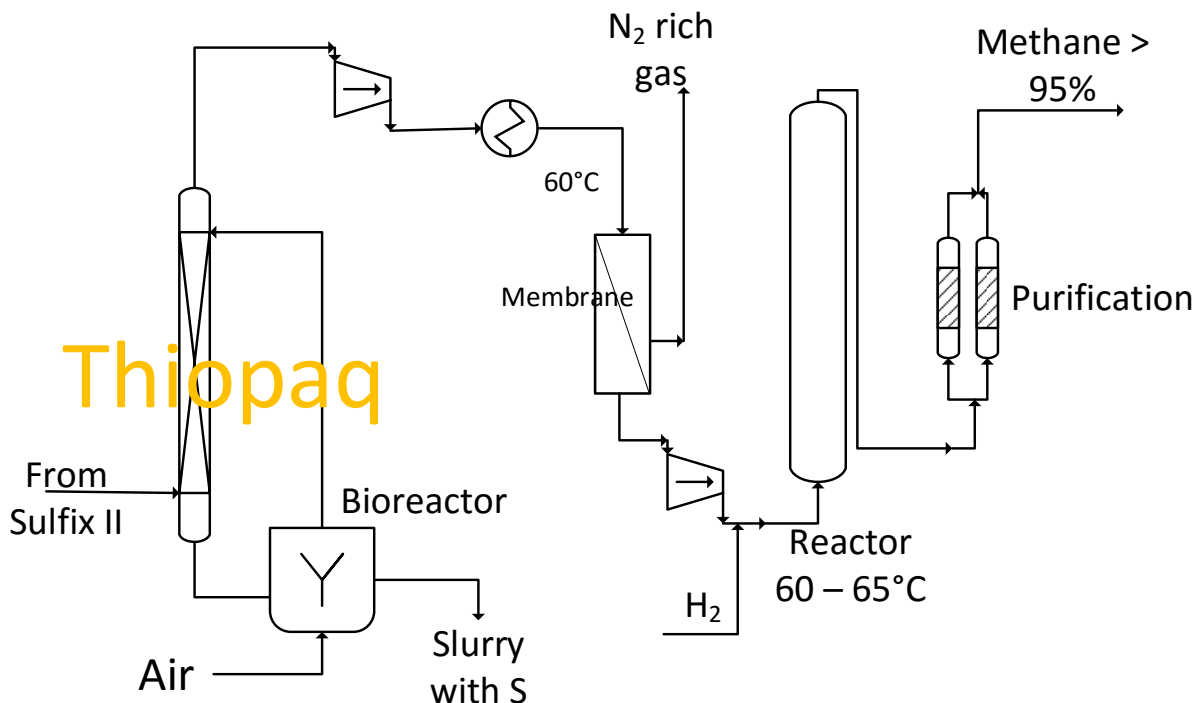 N₂ rich
gas
Methane >
95%
60°C
Membrane
Purification
Thiopaq
From
Sulfix II
Bioreactor
Reactor
60 – 65°C
H₂
Air
Slurry
with S